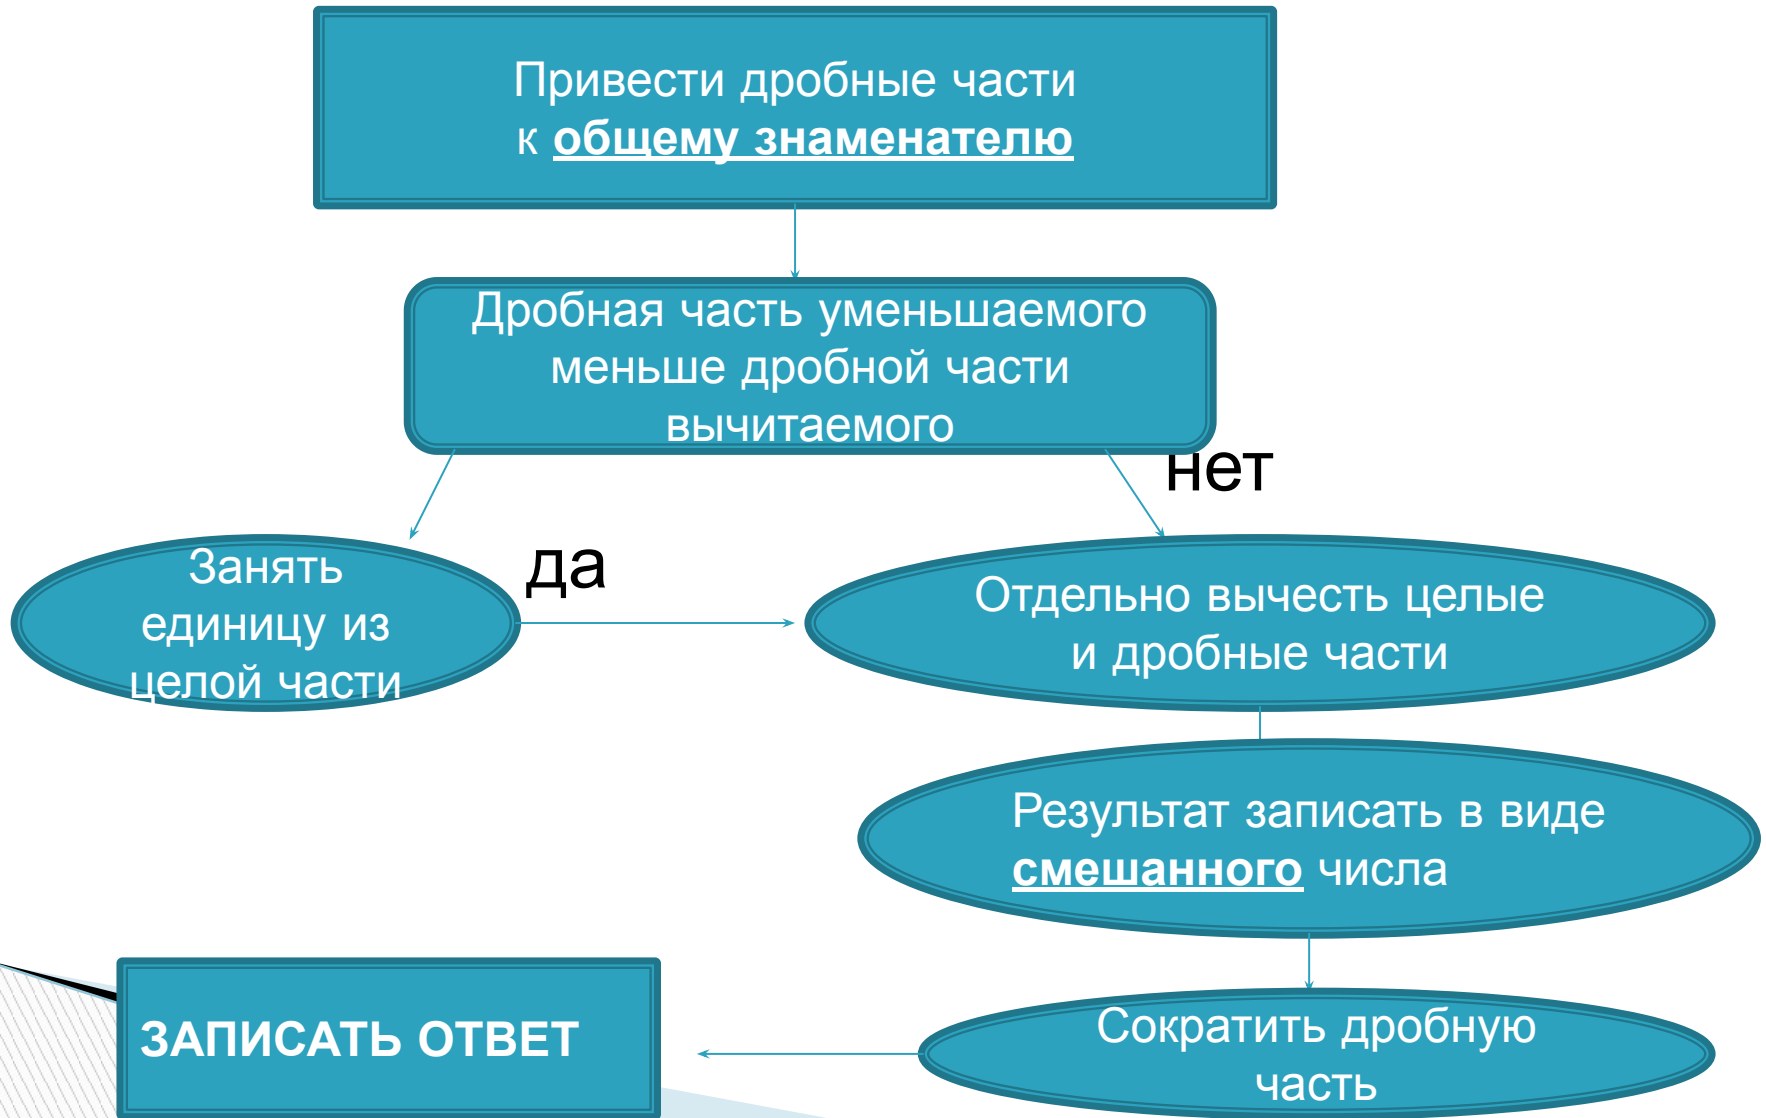 Привести дробные части
к общему знаменателю
Дробная часть уменьшаемого
меньше дробной части
вычитаемого
нет
да
Занять
единицу из
целой части
Отдельно вычесть целые
и дробные части
Результат записать в виде
смешанного числа
Сократить дробную
часть
ЗАПИСАТЬ ОТВЕТ